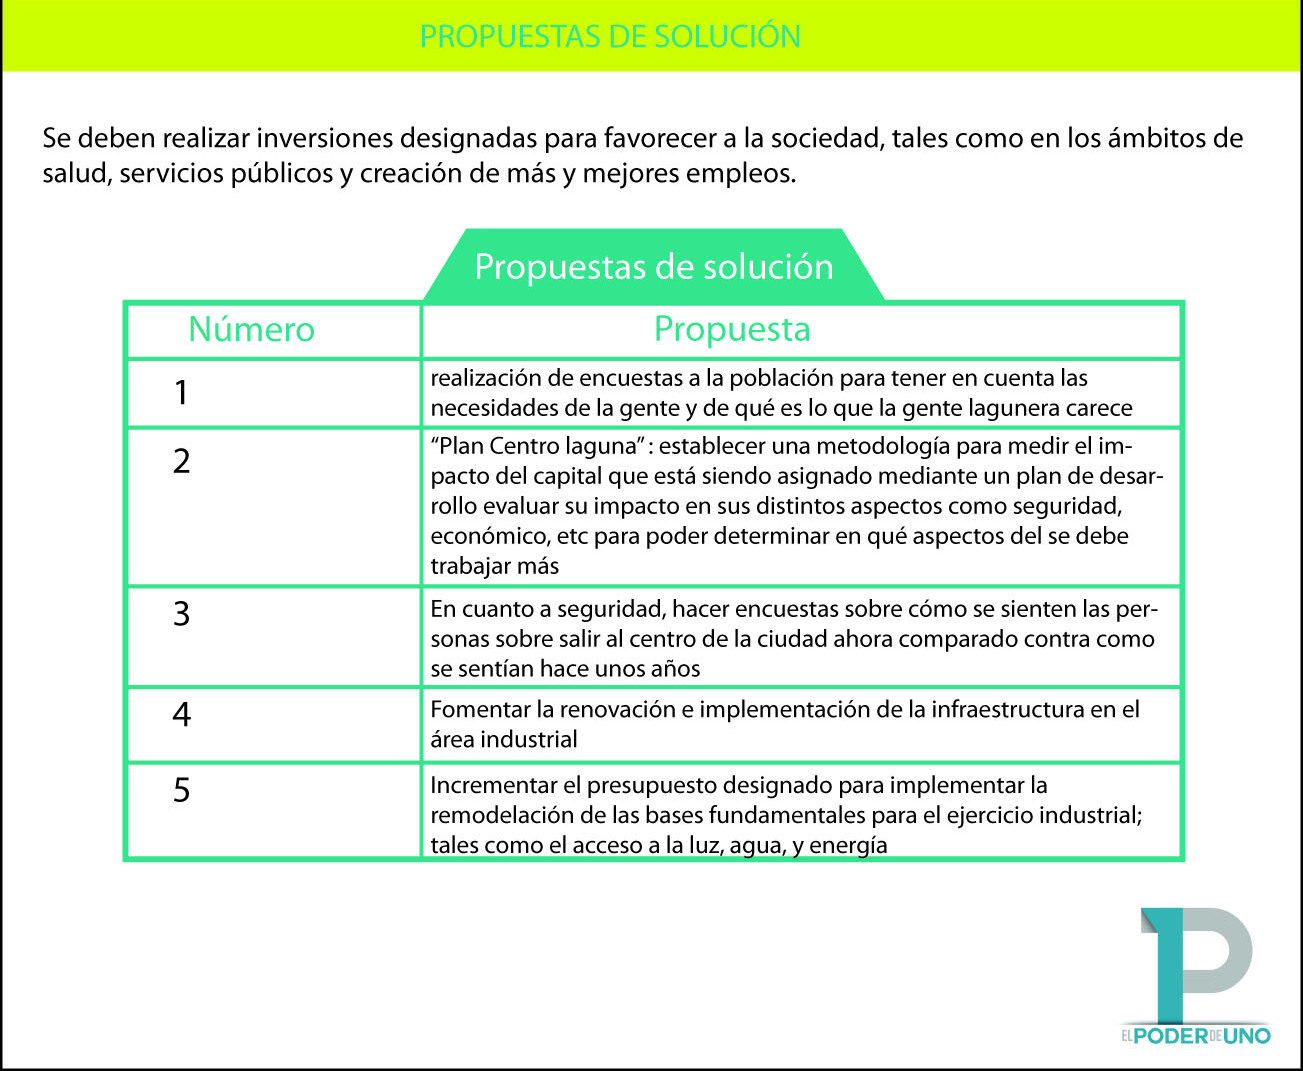 PROPUESTAS DE SOLUCIÓN
Se deben realizar inversiones designadas para favorecer a la sociedad, tales como en los ámbitos de
salud, servicios públicos y creación de más y mejores empleos.
Propuestas de solución
Número Propuesta
1
realización de encuestas a la población para tener en cuenta las
necesidades de la gente y de qué es lo que la gente lagunera carece
2
“Plan Centro laguna” : establecer una metodología para medir el im-
pacto del capital que está siendo asignado mediante un plan de desar-
rollo evaluar su impacto en sus distintos aspectos como seguridad,
económico, etc para poder determinar en qué aspectos del se debe
trabajar más
3
En cuanto a seguridad, hacer encuestas sobre cómo se sienten las per-
sonas sobre salir al centro de la ciudad ahora comparado contra como
se sentían hace unos años
4
Fomentar la renovación e implementación de la infraestructura en el
área industrial
5
Incrementar el presupuesto designado para implementar la
remodelación de las bases fundamentales para el ejercicio industrial;
tales como el acceso a la luz, agua, y energía
1P
EL PODER DE UNO